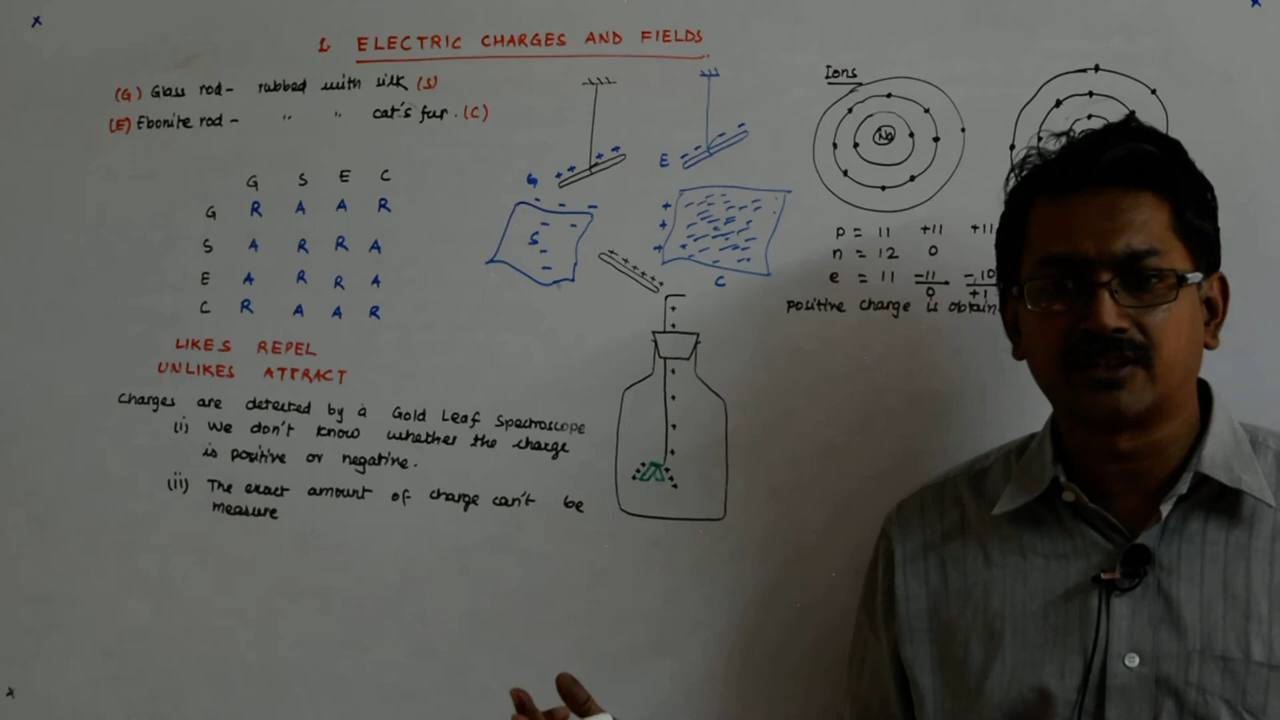 1. ELECTRIC CHARGES AND FIELDS
(G) Glass rod - rubbed with silk (S)
(E) Ebonite rod - " " cat's fur. (C)
G S E C
G R A A R
S A R R A
E A R R A
C R A A R
LIKES REPEL
UNLIKES ATTRACT
Charges are detected by a Gold Leaf Spectroscope
(i) We don't know whether the charge
is positive or negative.
(ii) The exact amount of charge can't be
measure
G
+ + + +
S
E
C
Ions
Na
p = 11 +11 +11
n = 12 0
e = 11 -11 -10
0 +1
positive charge is obtain